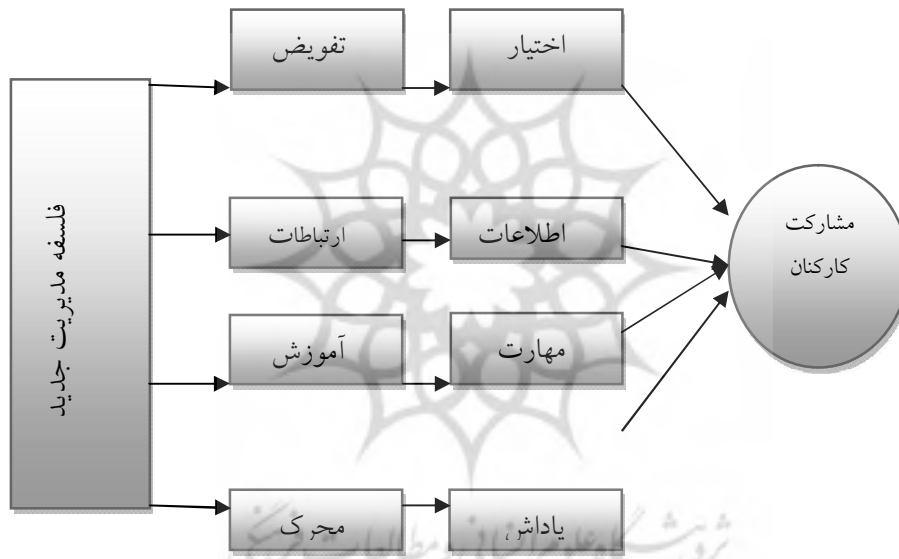 تفویض
اختیار
فلسفه مدیریت جدید
ارتباطات
اطلاعات
مشارکت
کارکنان
آموزش
مهارت
محرک
پاداش